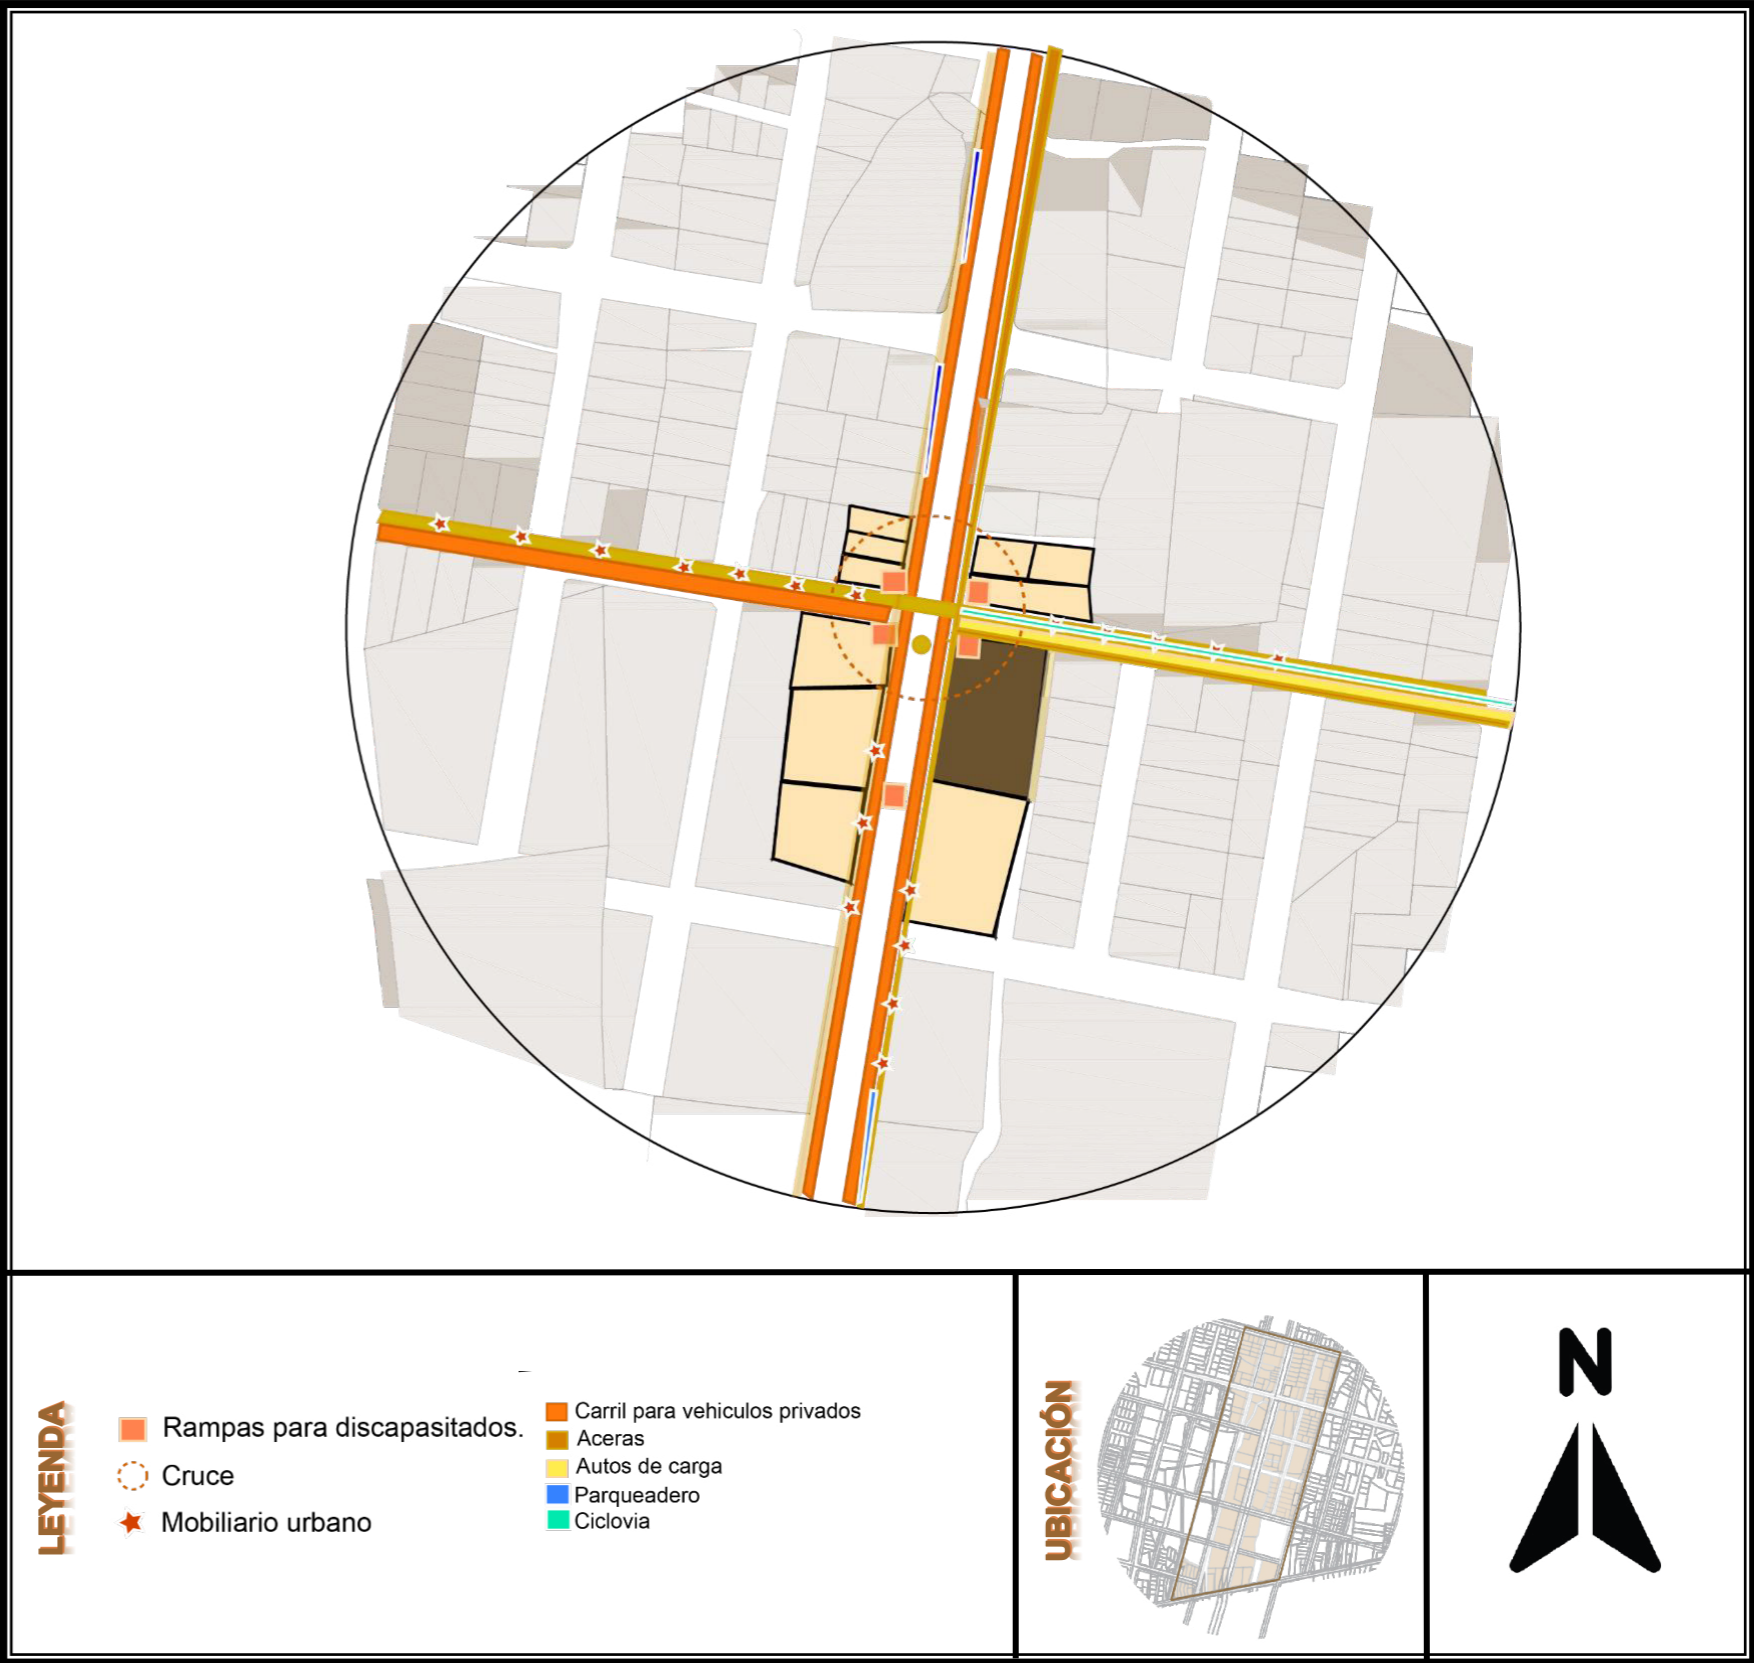 LEYENDA
Rampas para discapasitados.
Cruce
Mobiliario urbano
Carril para vehiculos privados
Aceras
Autos de carga
Parqueadero
Ciclovia
UBICACIÓN
N